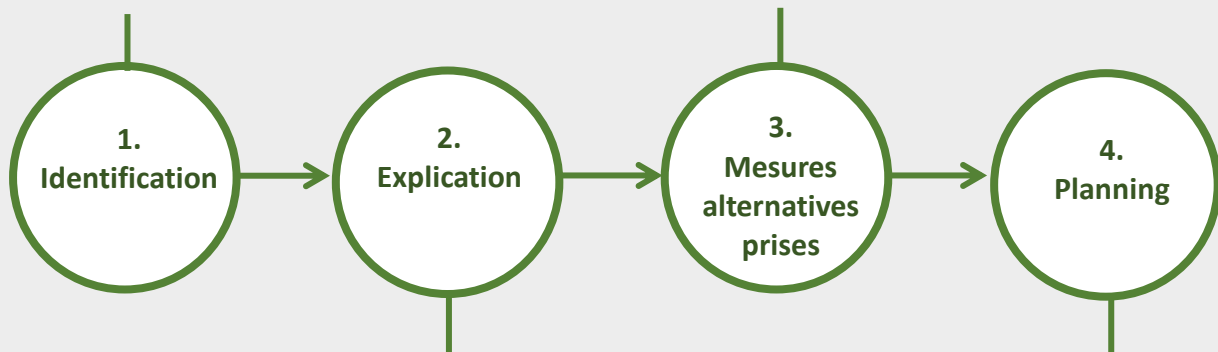 1.
Identification
2.
Explication
3.
Mesures
alternatives
prises
4.
Planning